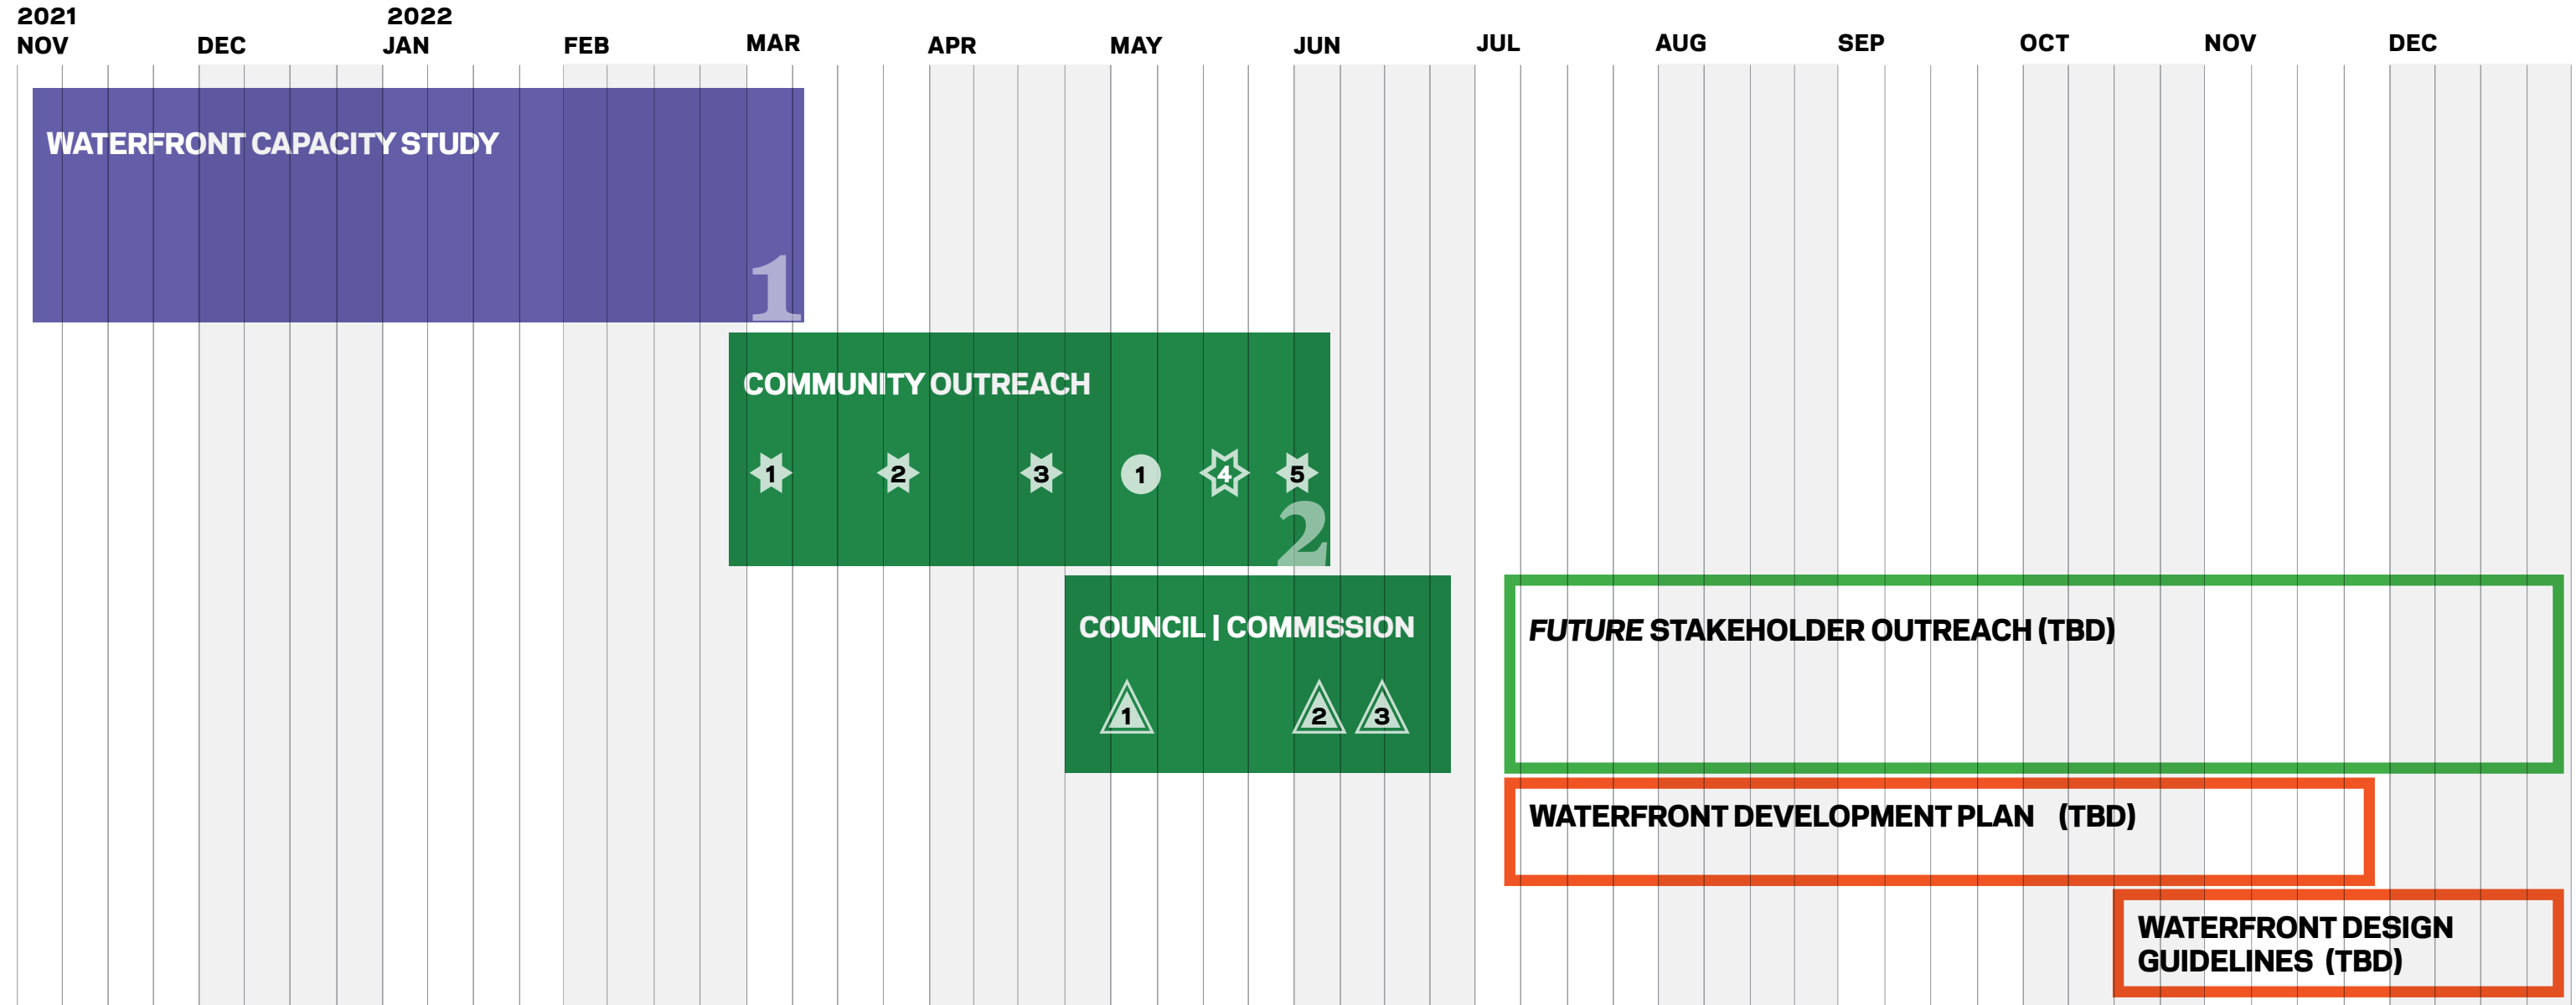 2021 2022
NOV DEC JAN FEB MAR APR MAY JUN JUL AUG SEP OCT NOV DEC
WATERFRONT CAPACITY STUDY
1
COMMUNITY OUTREACH
1 2 3 1 4 5
2
COUNCIL | COMMISSION
1 2 3
FUTURE STAKEHOLDER OUTREACH (TBD)
WATERFRONT DEVELOPMENT PLAN (TBD)
WATERFRONT DESIGN
GUIDELINES (TBD)